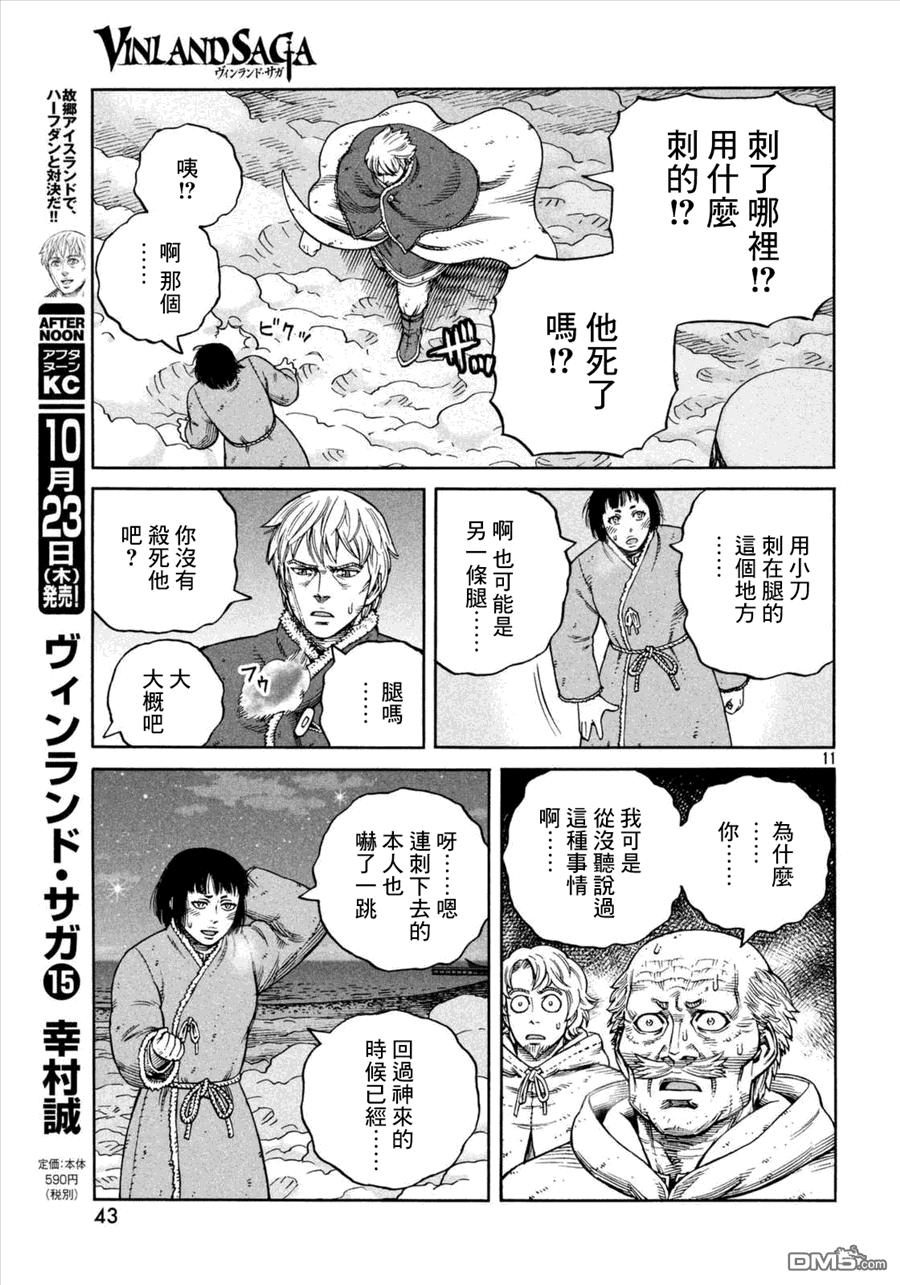 VINLAND SAGA
ヴィンランド・サガ
故郷アイスランドで、
ハーフダンと対決だ!!
AFTER
NOON
アフタ
ヌーン
KC
10月23日(木)発売!
ヴィンランド・サガ⑮ 幸村誠
定価:本体
590円
(税別)
刺了哪裡!?
用什麼
刺的!?
他死了
嗎!?
咦!?
啊 那個
……
ビクッ
ザッ
用小刀
刺在腿的
這個地方
啊 也可能是
另一條腿……
腿嗎
……
フゥ
你沒有
殺死他
吧?
大
大概吧
11
為什麼
……
你……
我可是
從沒聽說過
這種事情
啊……
呀……嗯
連刺下去的
本人也
嚇了一跳
回過神來的
時候已經……
43
DM5.com